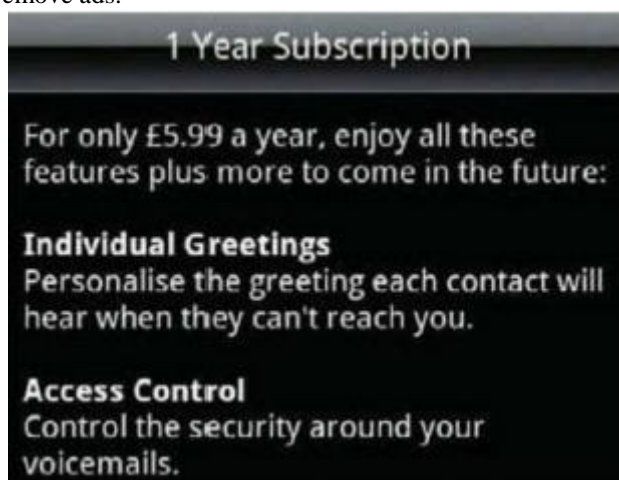 emove ads.
1 Year Subscription
For only £5.99 a year, enjoy all these
features plus more to come in the future:
Individual Greetings
Personalise the greeting each contact will
hear when they can't reach you.
Access Control
Control the security around your
voicemails.